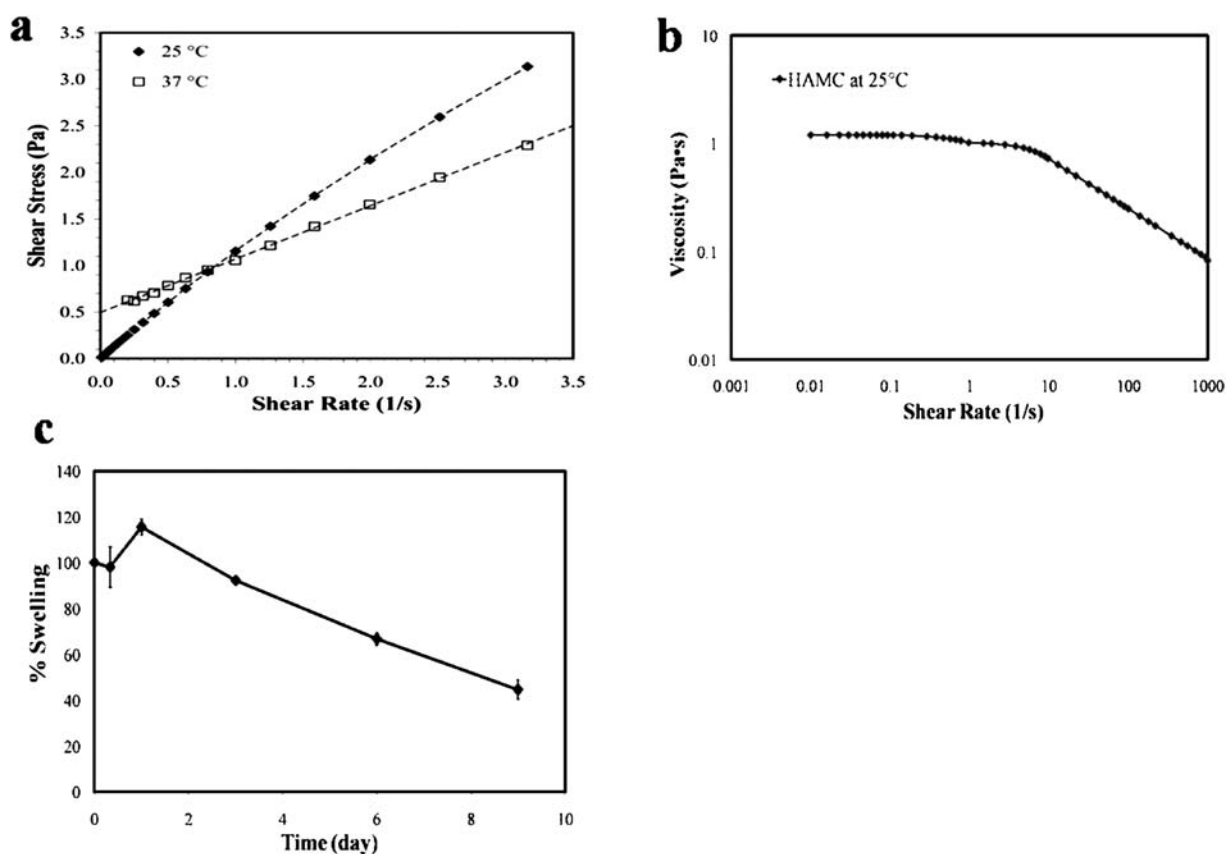 a
3.5
3.0
2.5
2.0
1.5
1.0
0.5
0.0
Shear Stress (Pa)
25 °C
37 °C
0.0 0.5 1.0 1.5 2.0 2.5 3.0 3.5
Shear Rate (1/s)
b
10
1
0.1
0.01
Viscosity (Pa•s)
HAMC at 25°C
0.001 0.01 0.1 1 10 100 1000
Shear Rate (1/s)
c
140
120
100
80
60
40
20
0
% Swelling
0 2 4 6 8 10
Time (day)